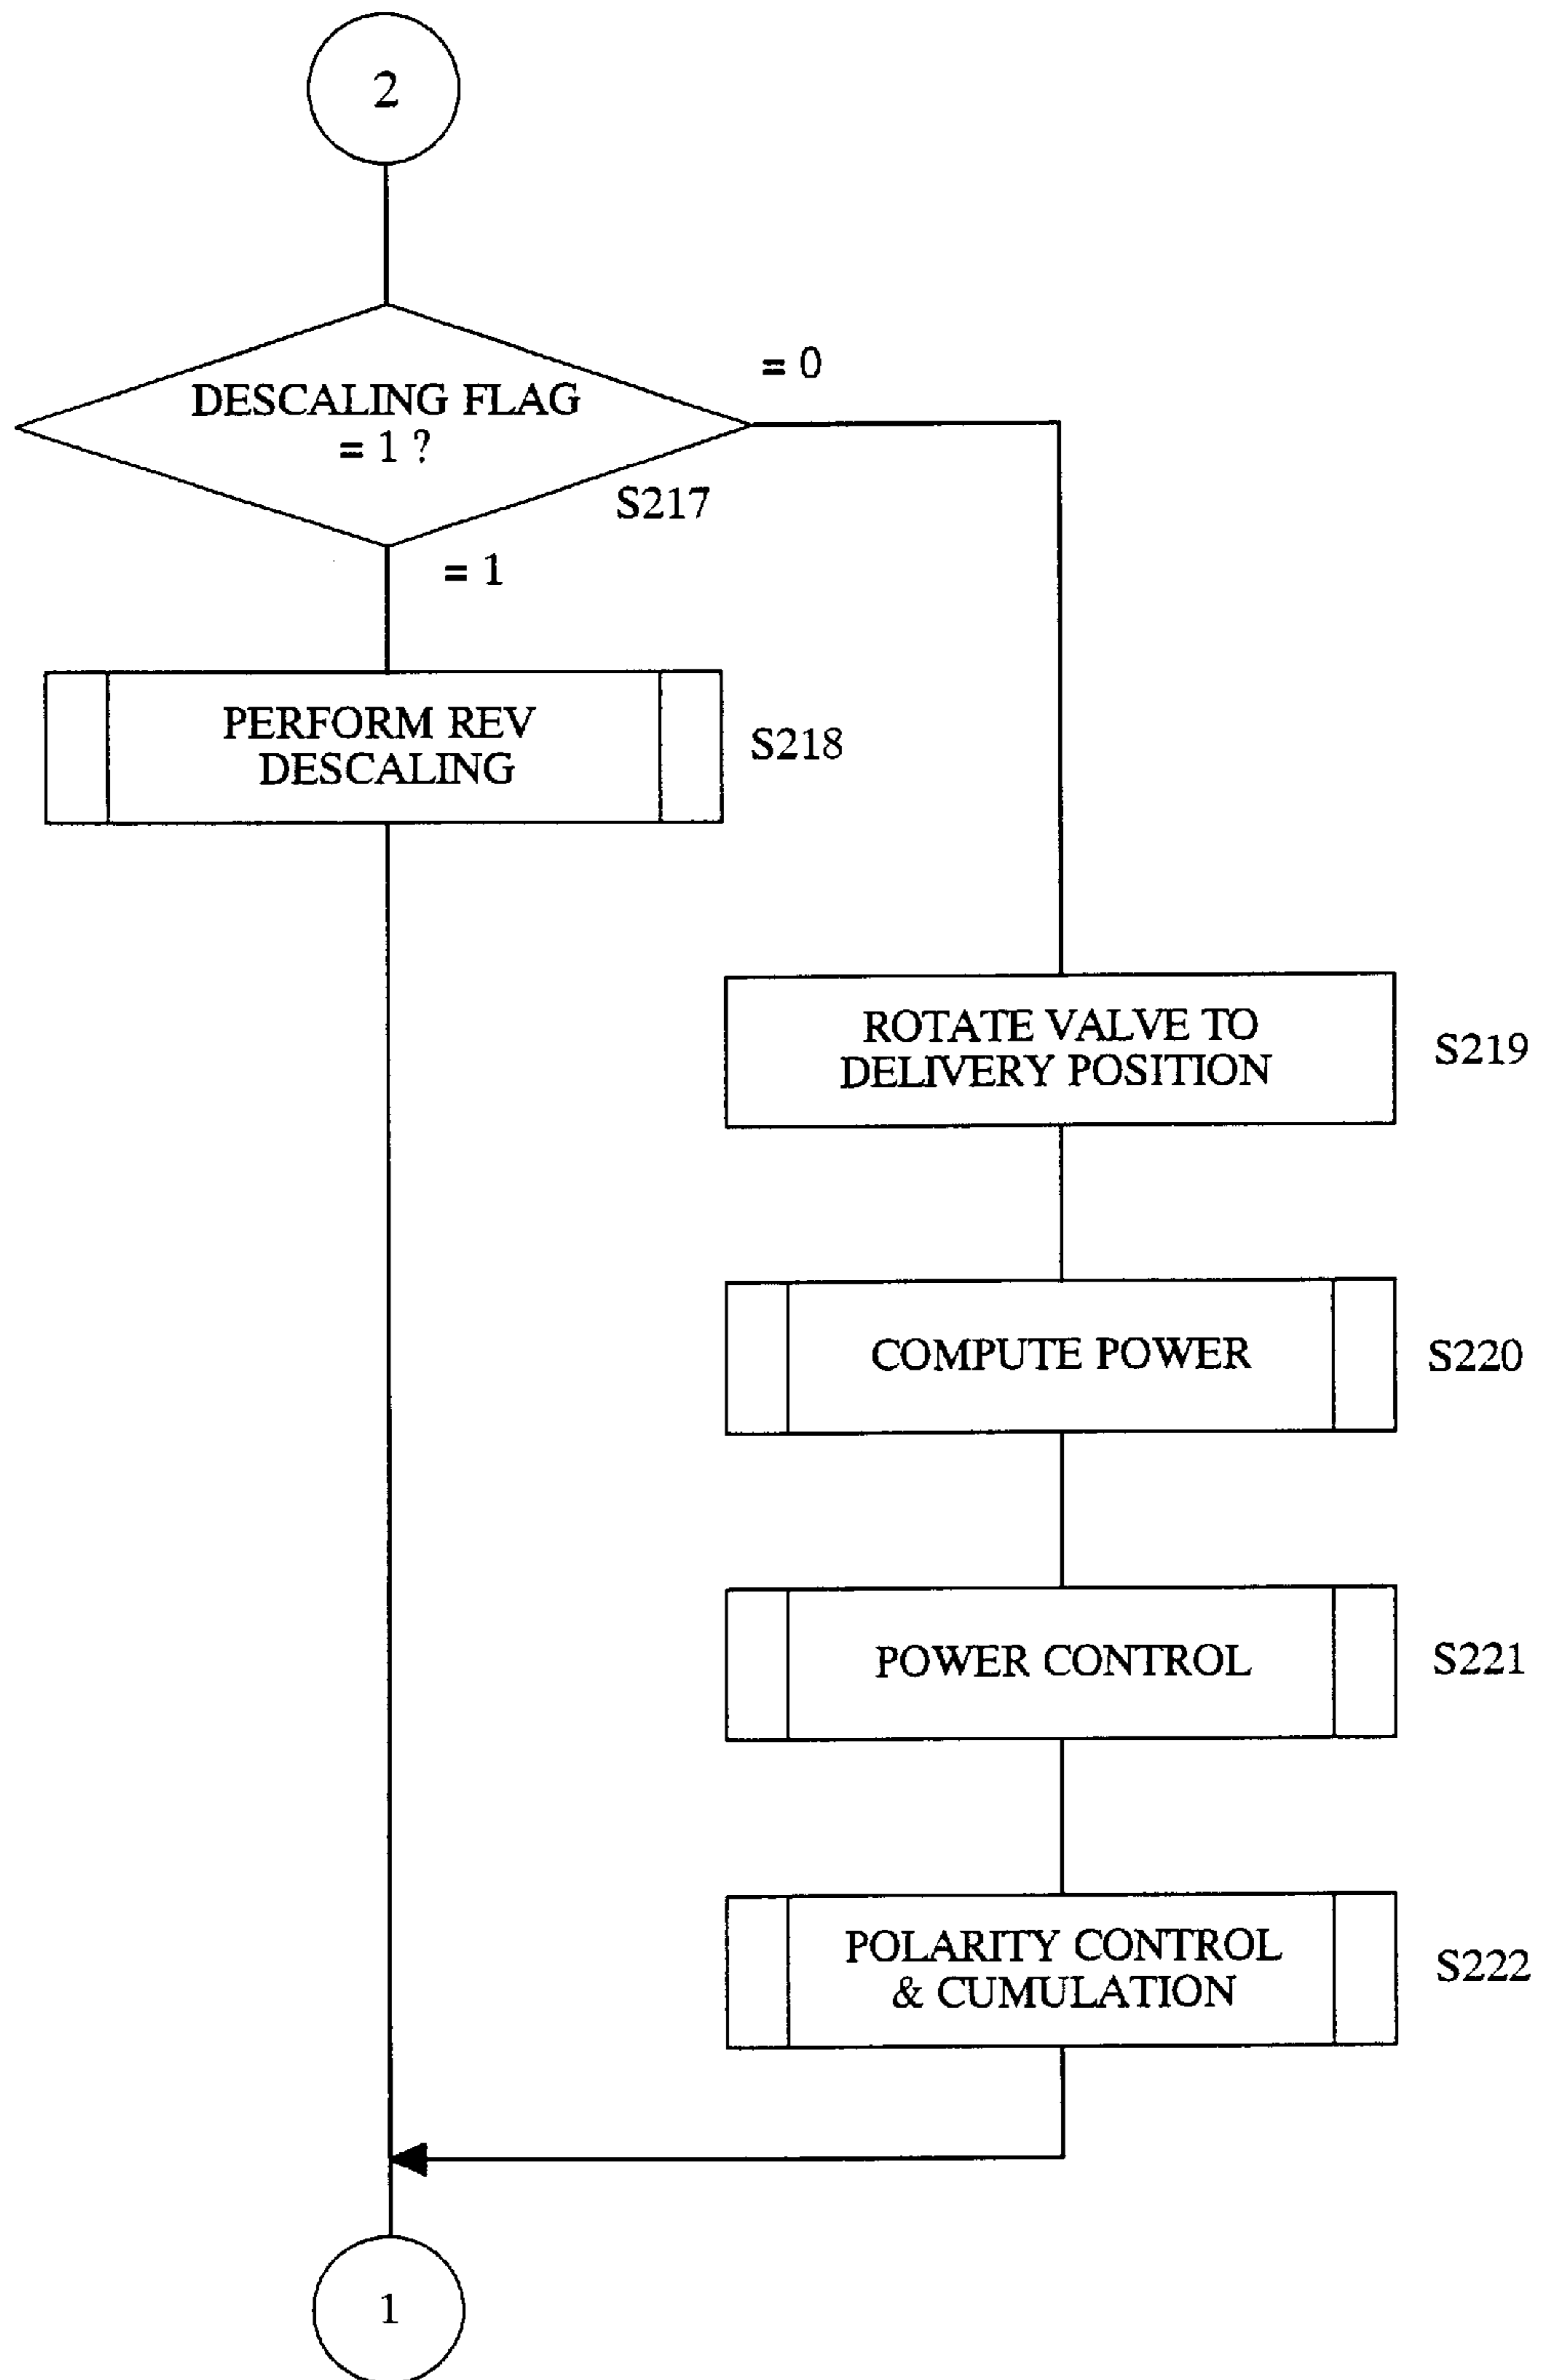 2
= 0
DESCALING FLAG
= 1 ?
S217
= 1
PERFORM REV
DESCALING
S218
ROTATE VALVE TO
DELIVERY POSITION
S219
COMPUTE POWER
S220
POWER CONTROL
S221
POLARITY CONTROL
& CUMULATION
S222
1